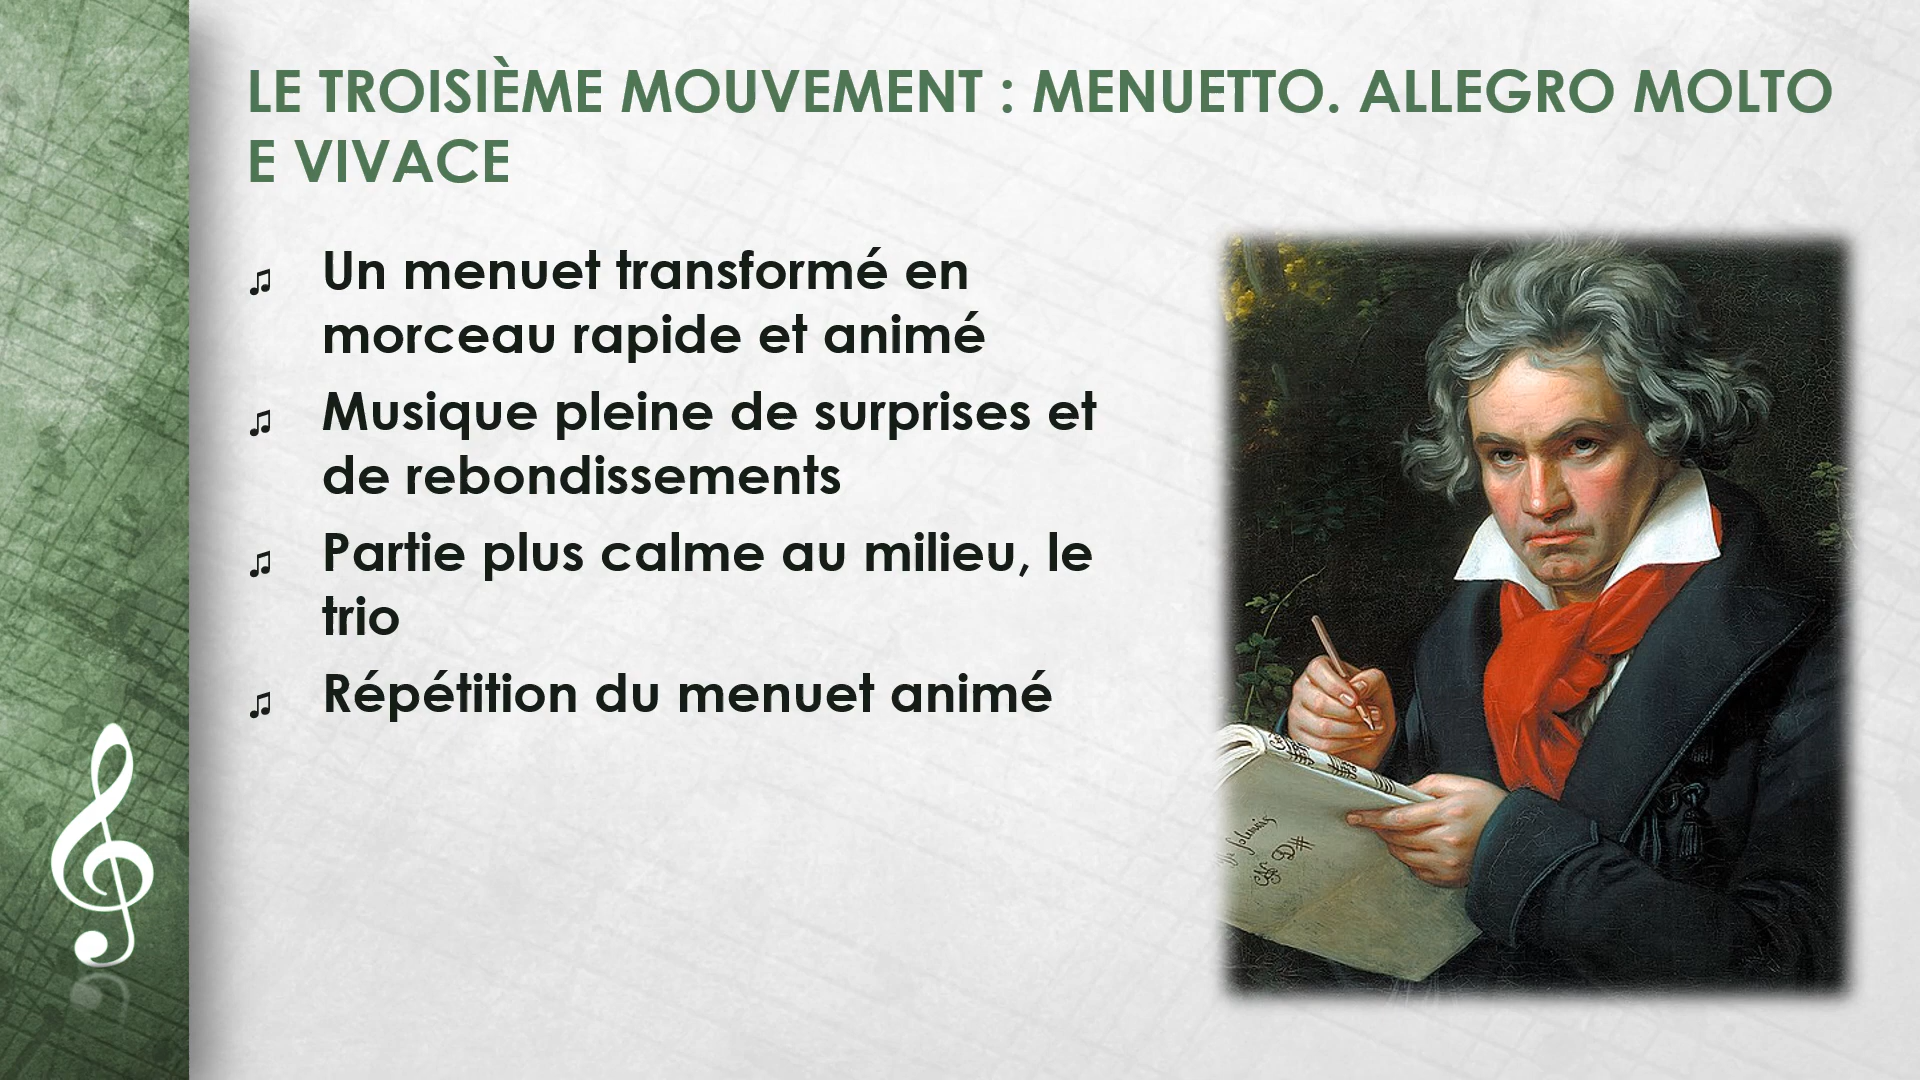 LE TROISIÈME MOUVEMENT : MENUETTO. ALLEGRO MOLTO
E VIVACE
♫ Un menuet transformé en
morceau rapide et animé
♫ Musique pleine de surprises et
de rebondissements
♫ Partie plus calme au milieu, le
trio
♫ Répétition du menuet animé
D#